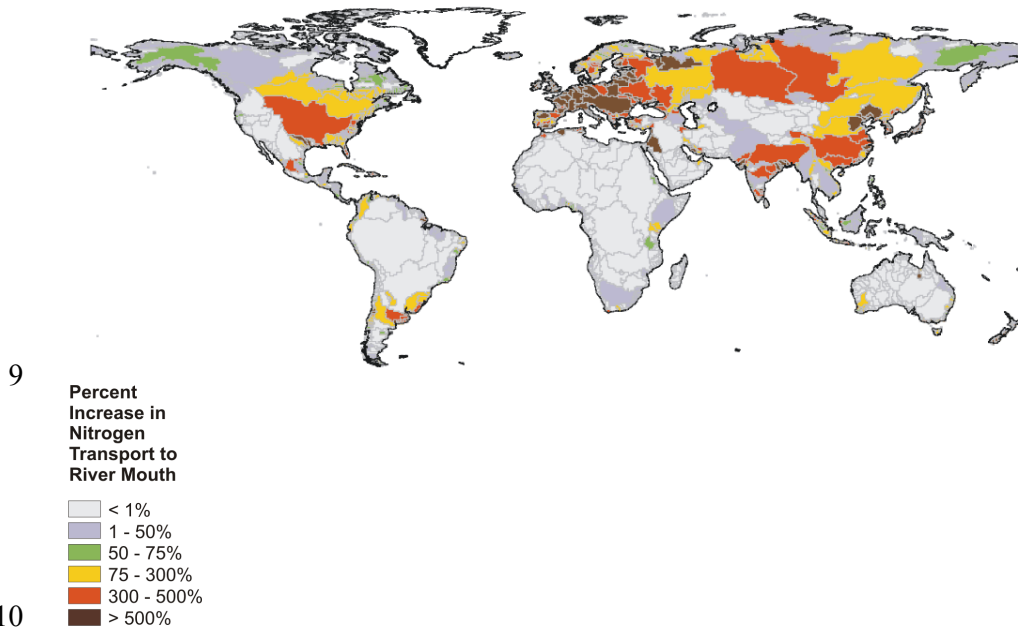 9
Percent
Increase in
Nitrogen
Transport to
River Mouth
< 1%
1 - 50%
50 - 75%
75 - 300%
300 - 500%
10 > 500%